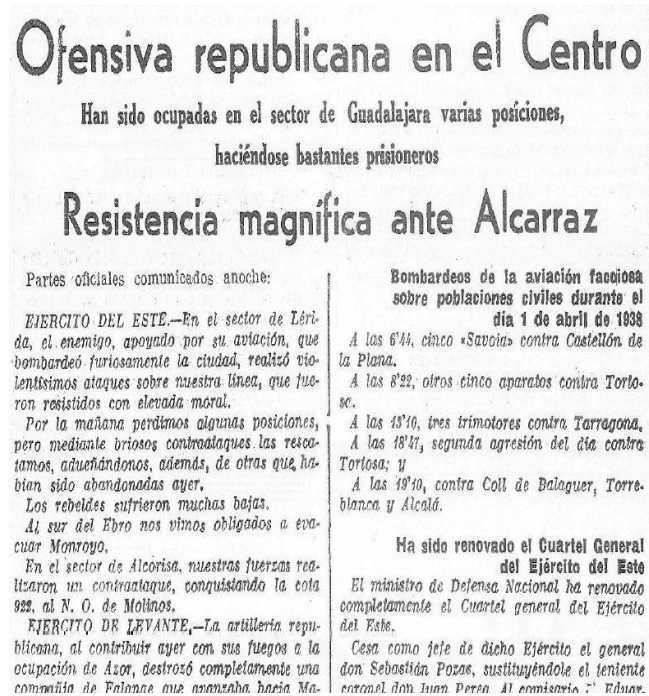 Ofensiva republicana en el Centro
Han sido ocupadas en el sector de Guadalajara varias posiciones,
haciéndose bastantes prisioneros
Resistencia magnífica ante Alcarraz
Partes oficiales comunicados anoche:
EJERCITO DEL ESTE.—En el sector de Léri-
da, el enemigo, apoyado por su aviación, que
bombardeó furiosamente la ciudad, realizó vio-
lentísimos ataques sobre nuestra línea, que fue-
ron resistidos con elevada moral.
Por la mañana perdimos algunas posiciones,
pero mediante briosos contraataques las resca-
tamos, adueñándonos, además, de otras que ha-
bían sido abandonadas ayer.
Los rebeldes sufrieron muchas bajas.
Al sur del Ebro nos vimos obligados a eva-
cuar Monroyo.
En el sector de Alcorisa, nuestras fuerzas rea-
lizaron un contraataque, conquistando la cota
922, al N. O. de Molinos.
EJERCITO DE LEVANTE.—La artillería repu-
blicana, al contribuir ayer con sus fuegos a la
ocupación de Azor, destrozó completamente una
compañía de Falange que avanzaba hacia Ma-
Bombardeos de la aviación facciosa
sobre poblaciones civiles durante el
día 1 de abril de 1938
A las 6'44, cinco «Savoia» contra Castellón de
la Plana.
A las 8'22, otros cinco aparatos contra Torto-
sa.
A las 13'10, tres trimotores contra Tarragona.
A las 18'47, segunda agresión del día contra
Tortosa; y
A las 19'10, contra Coll de Balaguer, Torre-
blanca y Alcalá.
Ha sido renovado el Cuartel General
del Ejército del Este
El ministro de Defensa Nacional ha renovado
completamente el Cuartel general del Ejército
del Este.
Cesa como jefe de dicho Ejército el general
don Sebastián Pozas, sustituyéndole el teniente
coronel don Juan Perea. Al comisario